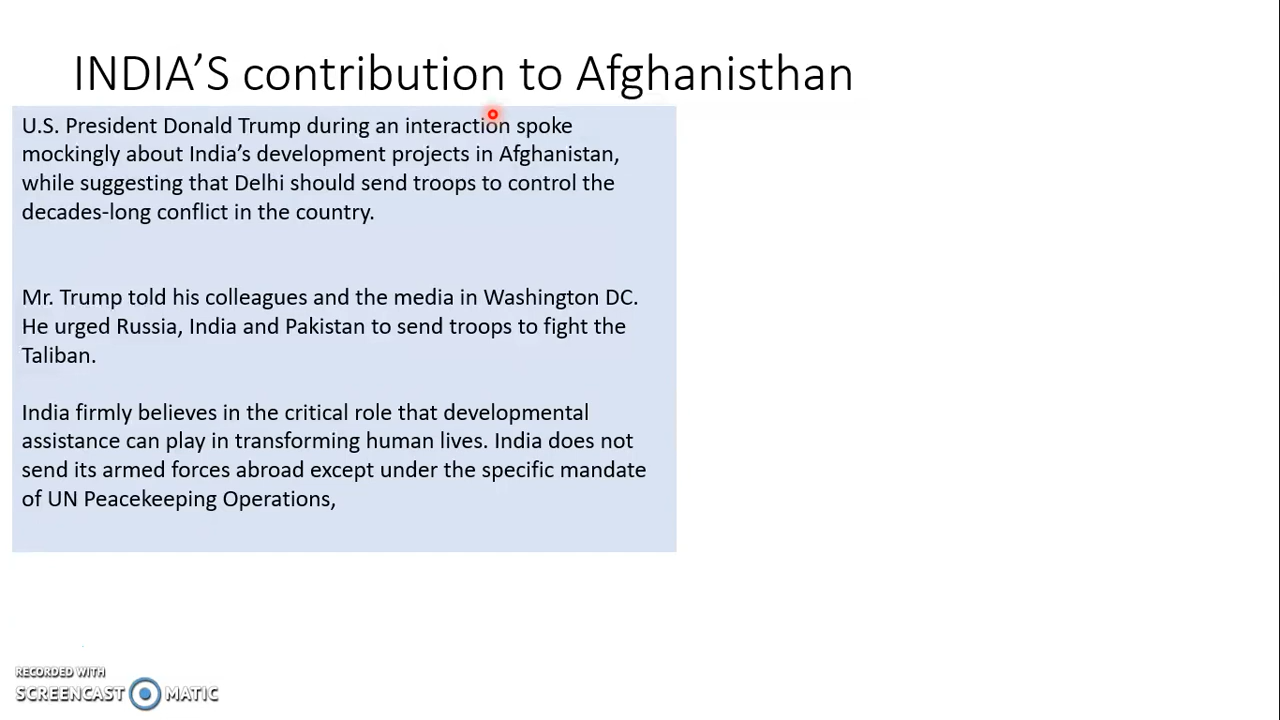 INDIA’S contribution to Afghanisthan
U.S. President Donald Trump during an interaction spoke
mockingly about India’s development projects in Afghanistan,
while suggesting that Delhi should send troops to control the
decades-long conflict in the country.
Mr. Trump told his colleagues and the media in Washington DC.
He urged Russia, India and Pakistan to send troops to fight the
Taliban.
India firmly believes in the critical role that developmental
assistance can play in transforming human lives. India does not
send its armed forces abroad except under the specific mandate
of UN Peacekeeping Operations,
RECORDED WITH
SCREENCAST MATIC